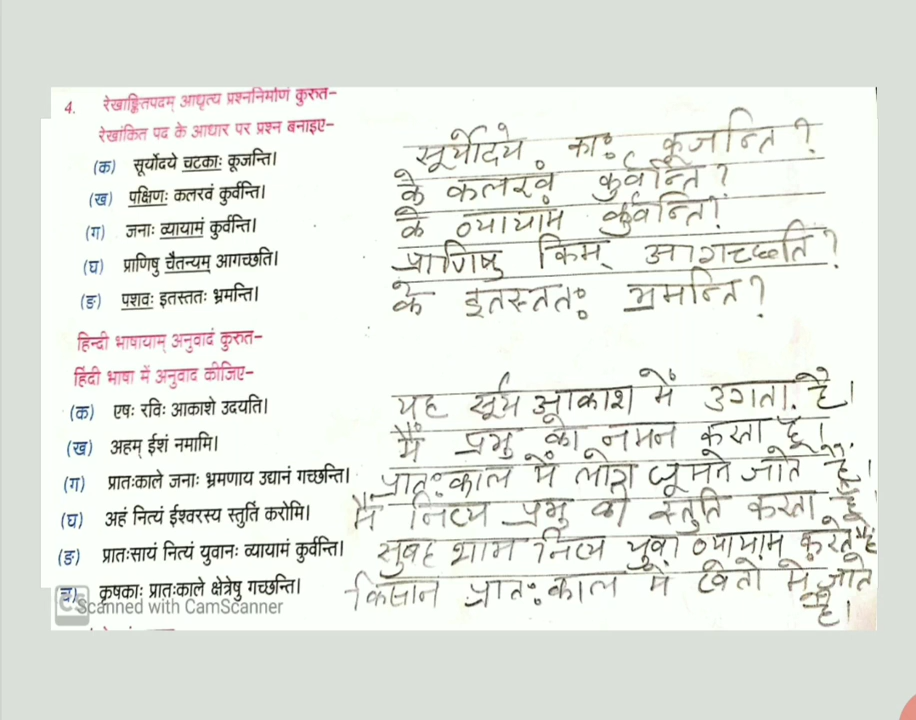 4. रेखाङ्कितपदम् आधृत्य प्रश्ननिर्माणं कुरुत–
रेखांकित पद के आधार पर प्रश्न बनाइए–
(क) सूर्योदये चटकाः कूजन्ति। सूर्योदये काः कूजन्ति ?
(ख) पक्षिणः कलरवं कुर्वन्ति। के कलरवं कुर्वन्ति ?
(ग) जनाः व्यायामं कुर्वन्ति। के व्यायामं कुर्वन्ति?
(घ) प्राणिषु चैतन्यम् आगच्छति। प्राणिषु किम् आगच्छति ?
(ङ) पशवः इतस्ततः भ्रमन्ति। के इतस्ततः भ्रमन्ति ?
हिन्दी भाषायाम् अनुवादं कुरुत–
हिंदी भाषा में अनुवाद कीजिए–
(क) एषः रविः आकाशे उदयति। यह सूर्य आकाश में उगता है।
(ख) अहम् ईशं नमामि। मैं प्रभु को नमन करता हूँ।
(ग) प्रातःकाले जनाः भ्रमणाय उद्यानं गच्छन्ति। प्रातःकाल में लोग घूमने जाते हैं।
(घ) अहं नित्यं ईश्वरस्य स्तुतिं करोमि। मैं नित्य प्रभु की स्तुति करता हूँ
(ङ) प्रातःसायं नित्यं युवानः व्यायामं कुर्वन्ति। सुबह शाम नित्य युवा व्यायाम करते हैं
(च) कृषकाः प्रातःकाले क्षेत्रेषु गच्छन्ति। किसान प्रातःकाल में खेतों में जाते
है।
CS Scanned with CamScanner